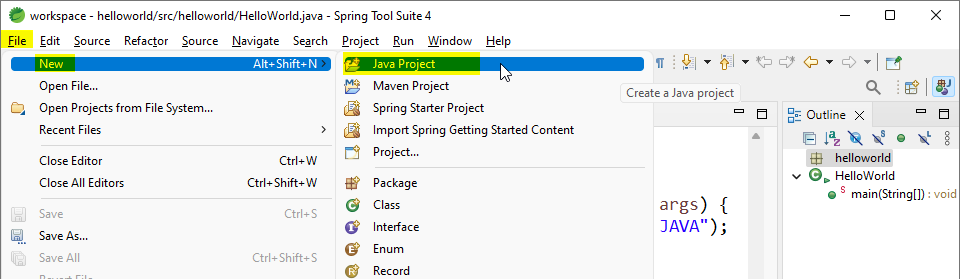 workspace - helloworld/src/helloworld/HelloWorld.java - Spring Tool Suite 4
File Edit Source Refactor Source Navigate Search Project Run Window Help
New Alt+Shift+N >
Open File...
Open Projects from File System...
Recent Files >
Close Editor Ctrl+W
Close All Editors Ctrl+Shift+W
Save Ctrl+S
Save As...
Save All Ctrl+Shift+S
Revert File
Java Project
Maven Project
Spring Starter Project
Import Spring Getting Started Content
Project...
Package
Class
Interface
Enum
Record
Create a Java project
args) {
JAVA");
Outline
helloworld
HelloWorld
main(String[]) : void